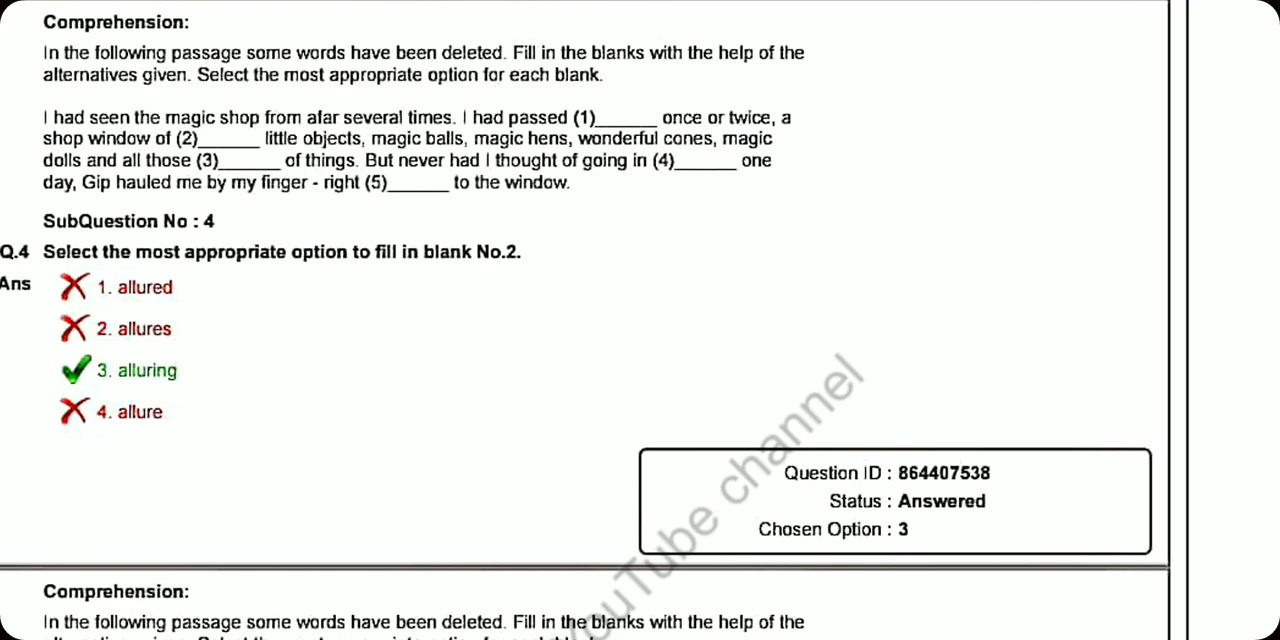 Comprehension:
In the following passage some words have been deleted. Fill in the blanks with the help of the
alternatives given. Select the most appropriate option for each blank.
I had seen the magic shop from afar several times. I had passed (1)______ once or twice, a
shop window of (2)______ little objects, magic balls, magic hens, wonderful cones, magic
dolls and all those (3)______ of things. But never had I thought of going in (4)______ one
day, Gip hauled me by my finger - right (5)______ to the window.
SubQuestion No : 4
Q.4 Select the most appropriate option to fill in blank No.2.
Ans 1. allured
2. allures
3. alluring
4. allure
Question ID : 864407538
Status : Answered
Chosen Option : 3
YouTube channel
Comprehension:
In the following passage some words have been deleted. Fill in the blanks with the help of the